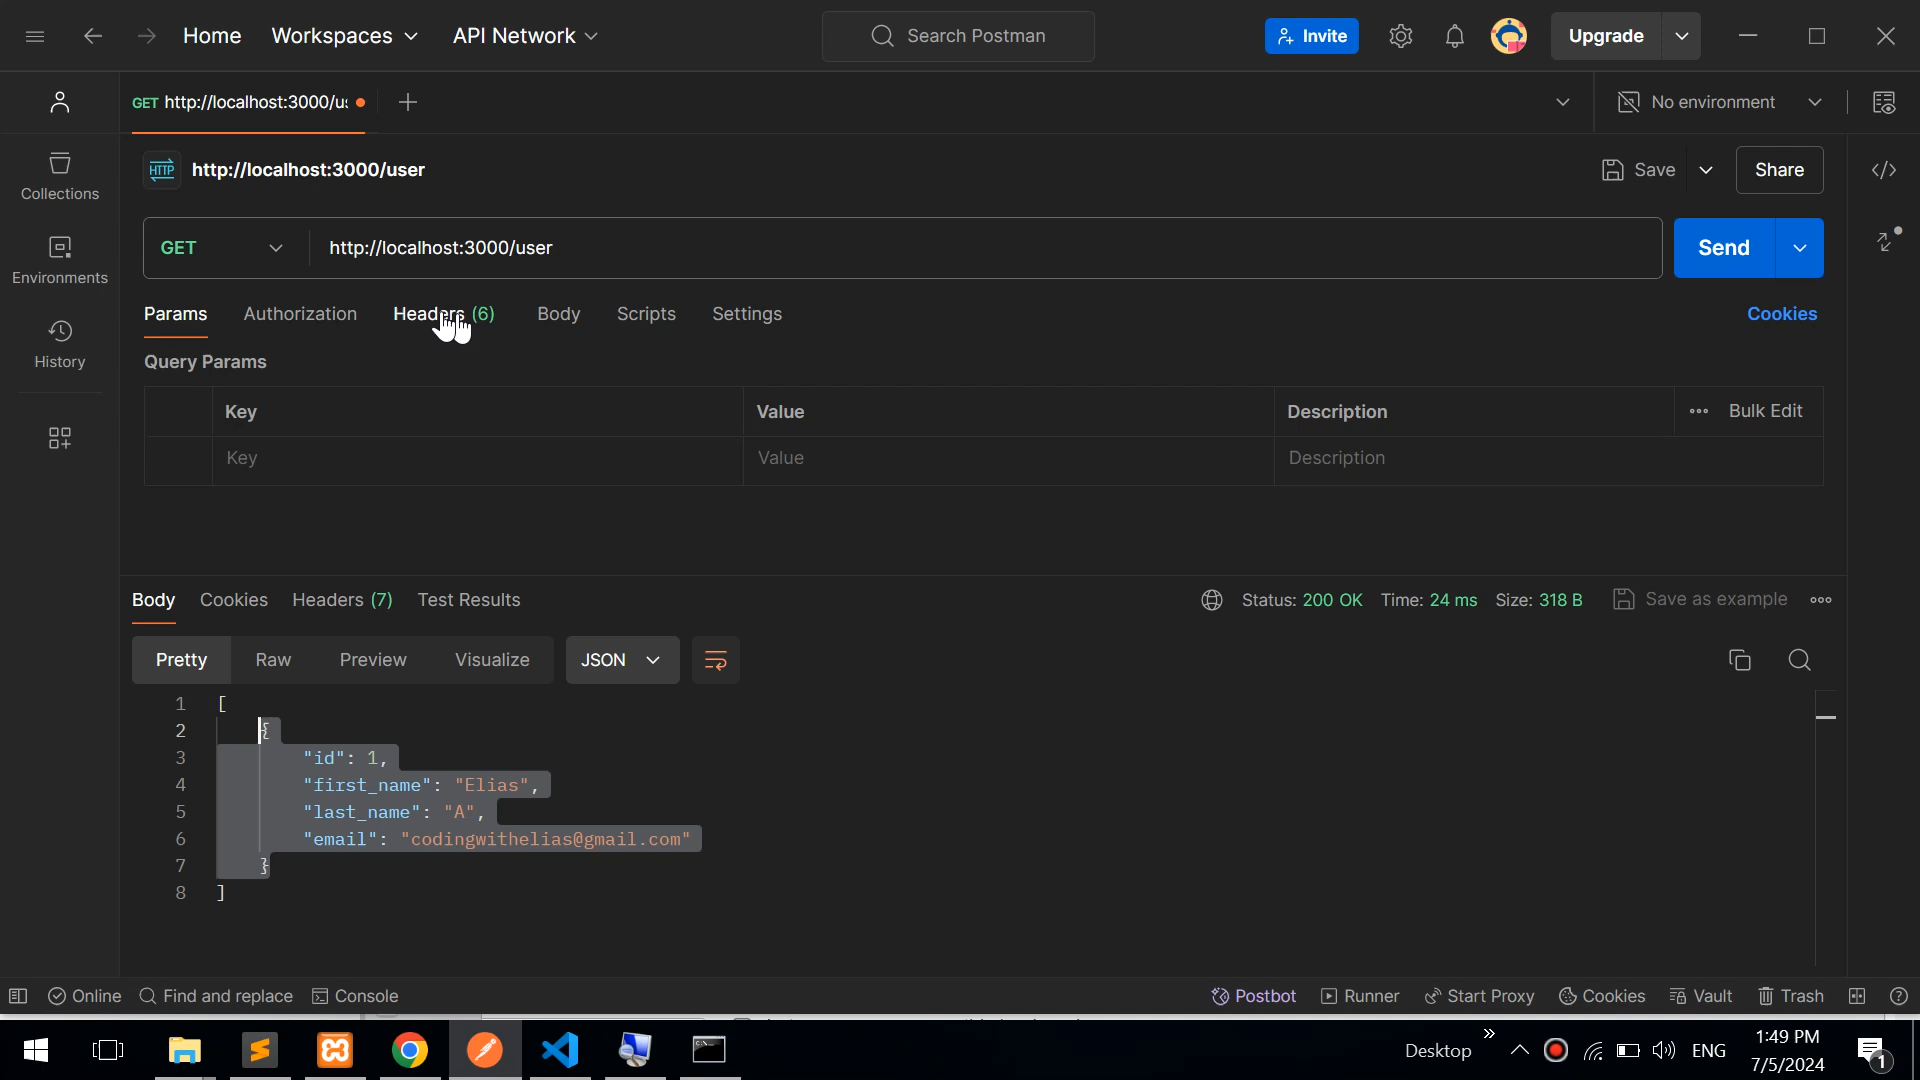 Home Workspaces API Network Search Postman Invite Upgrade
GET http://localhost:3000/us No environment
HTTP http://localhost:3000/user Save Share
Collections
GET http://localhost:3000/user Send
Environments
Params Authorization Headers (6) Body Scripts Settings Cookies
History
Query Params
Key Value Description Bulk Edit
Key Value Description
Body Cookies Headers (7) Test Results Status: 200 OK Time: 24 ms Size: 318 B Save as example
Pretty Raw Preview Visualize JSON
1 [
2 {
3 "id": 1,
4 "first_name": "Elias",
5 "last_name": "A",
6 "email": "codingwithelias@gmail.com"
7 }
8 ]
Online Find and replace Console Postbot Runner Start Proxy Cookies Vault Trash
Desktop ENG 1:49 PM
7/5/2024 1